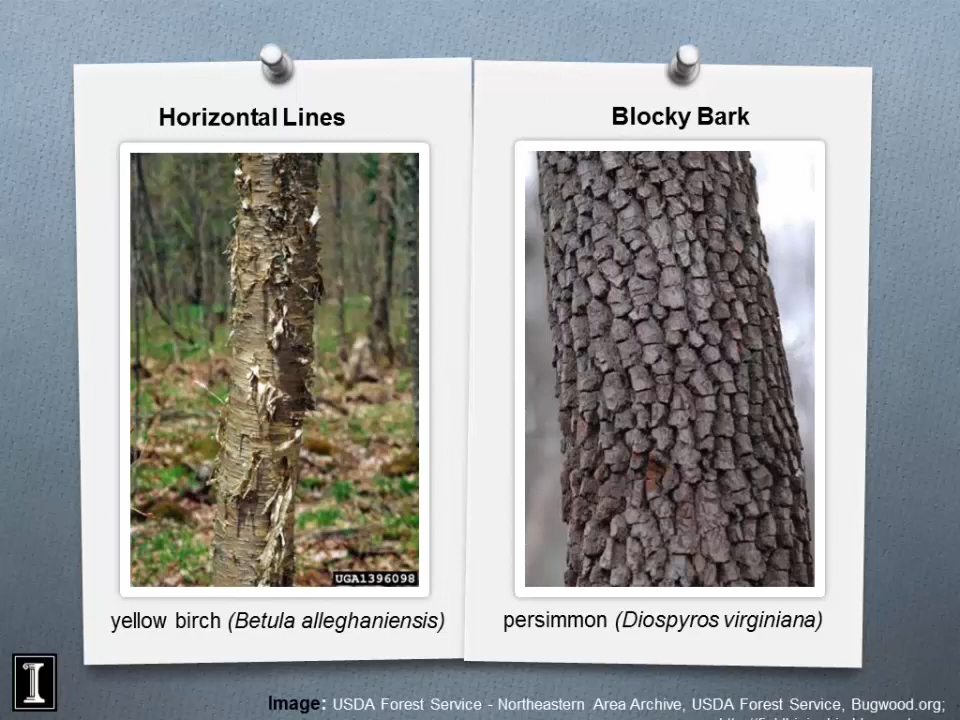 Horizontal Lines
Blocky Bark
UGA1396098
yellow birch (Betula alleghaniensis)
persimmon (Diospyros virginiana)
I
Image: USDA Forest Service - Northeastern Area Archive, USDA Forest Service, Bugwood.org;